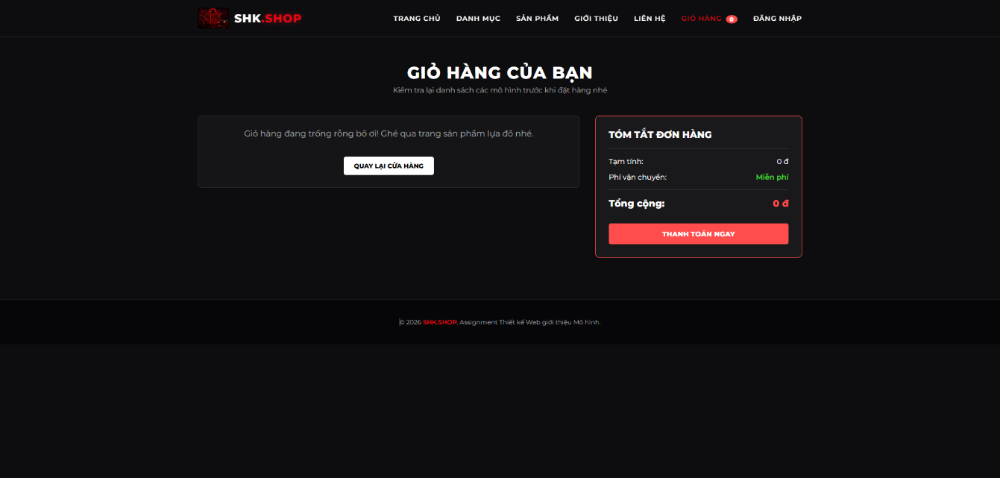 SHK.SHOP
TRANG CHỦ DANH MỤC SẢN PHẨM GIỚI THIỆU LIÊN HỆ GIỎ HÀNG 0 ĐĂNG NHẬP
GIỎ HÀNG CỦA BẠN
Kiểm tra lại danh sách các mô hình trước khi đặt hàng nhé
Giỏ hàng đang trống rỗng bồ ơi! Ghé qua trang sản phẩm lựa đồ nhé.
QUAY LẠI CỬA HÀNG
TÓM TẮT ĐƠN HÀNG
Tạm tính: 0 đ
Phí vận chuyển: Miễn phí
Tổng cộng: 0 đ
THANH TOÁN NGAY
© 2026 SHK.SHOP. Assignment Thiết kế Web giới thiệu Mô hình.